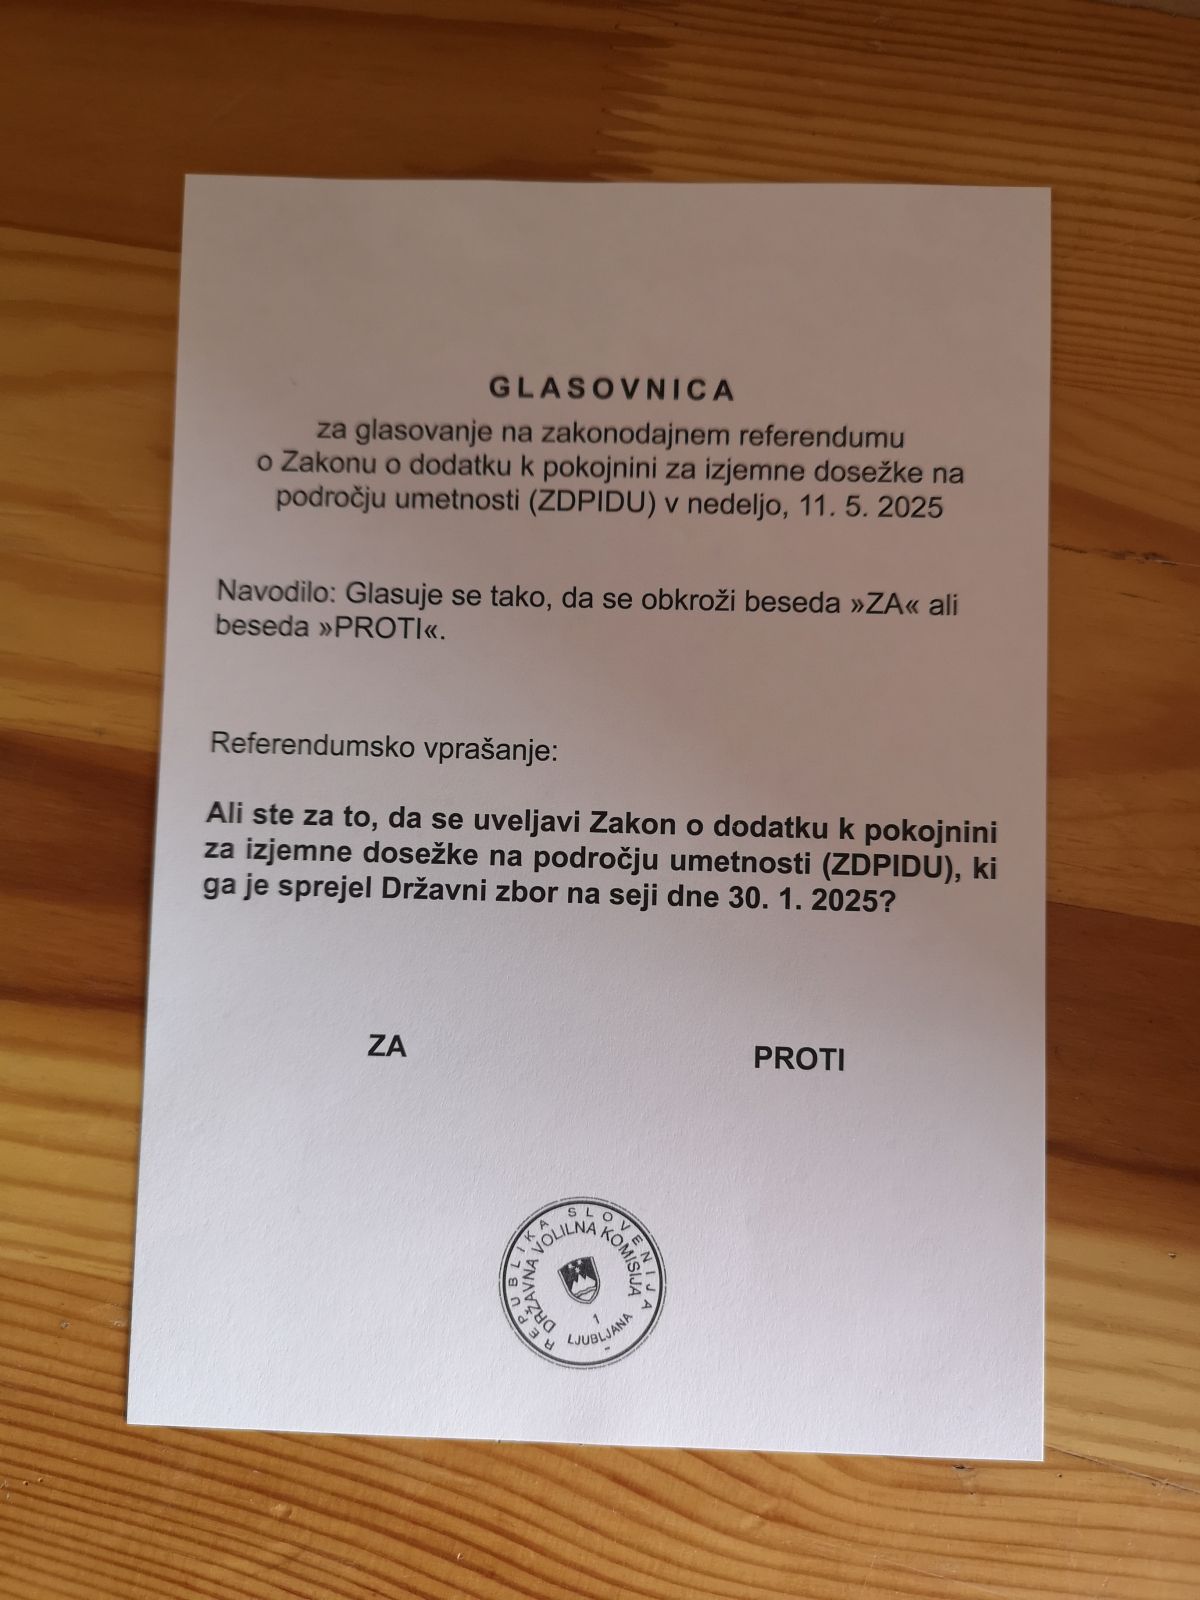 GLASOVNICA
za glasovanje na zakonodajnem referendumu
o Zakonu o dodatku k pokojnini za izjemne dosežke na
področju umetnosti (ZDPIDU) v nedeljo, 11. 5. 2025
Navodilo: Glasuje se tako, da se obkroži beseda »ZA« ali
beseda »PROTI«.
Referendumsko vprašanje:
Ali ste za to, da se uveljavi Zakon o dodatku k pokojnini
za izjemne dosežke na področju umetnosti (ZDPIDU), ki
ga je sprejel Državni zbor na seji dne 30. 1. 2025?
ZA PROTI
REPUBLIKA SLOVENIJA
DRŽAVNA VOLILNA KOMISIJA
1
LJUBLJANA